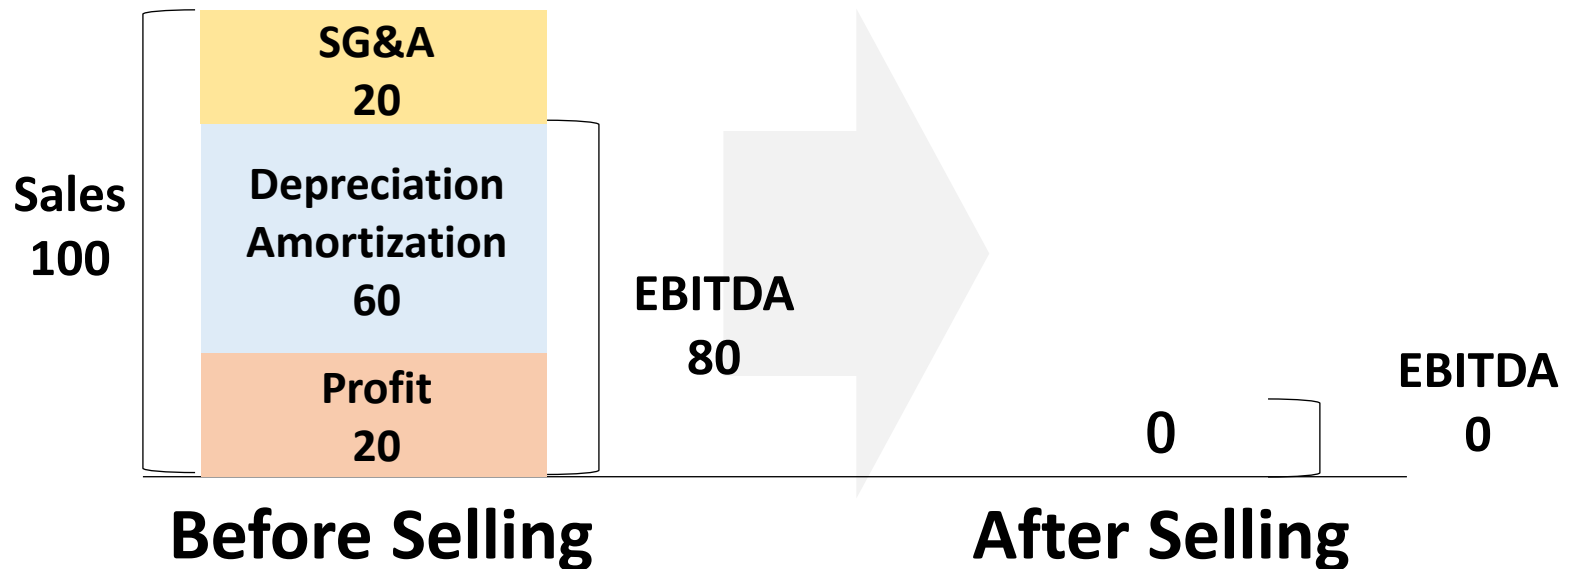 SG&A
20
Sales
100
Depreciation
Amortization
60
EBITDA
80
Profit
20
0
EBITDA
0
Before Selling
After Selling